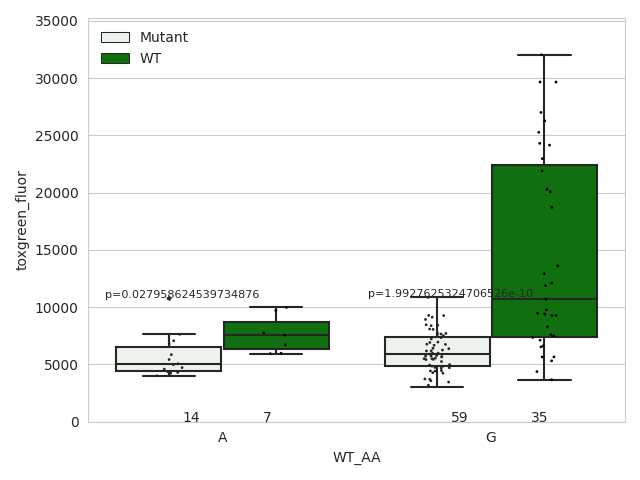 35000
30000
25000
20000
15000
10000
5000
0
toxgreen_fluor
Mutant
WT
p=0.027958624539734876
p=1.9927625324706526e-10
14
7
59
35
A
G
WT_AA